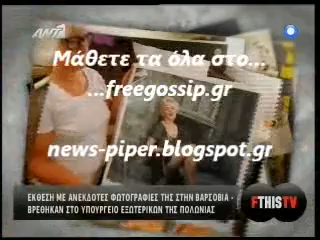 ANT1
Μάθετε τα όλα στο...
...freegossip.gr
news-piper.blogspot.gr
ΕΚΘΕΣΗ ΜΕ ΑΝΕΚΔΟΤΕΣ ΦΩΤΟΓΡΑΦΙΕΣ ΤΗΣ ΣΤΗΝ ΒΑΡΣΟΒΙΑ -
ΒΡΕΘΗΚΑΝ ΣΤΟ ΥΠΟΥΡΓΕΙΟ ΕΞΩΤΕΡΙΚΩΝ ΤΗΣ ΠΟΛΩΝΙΑΣ
FTHISTV